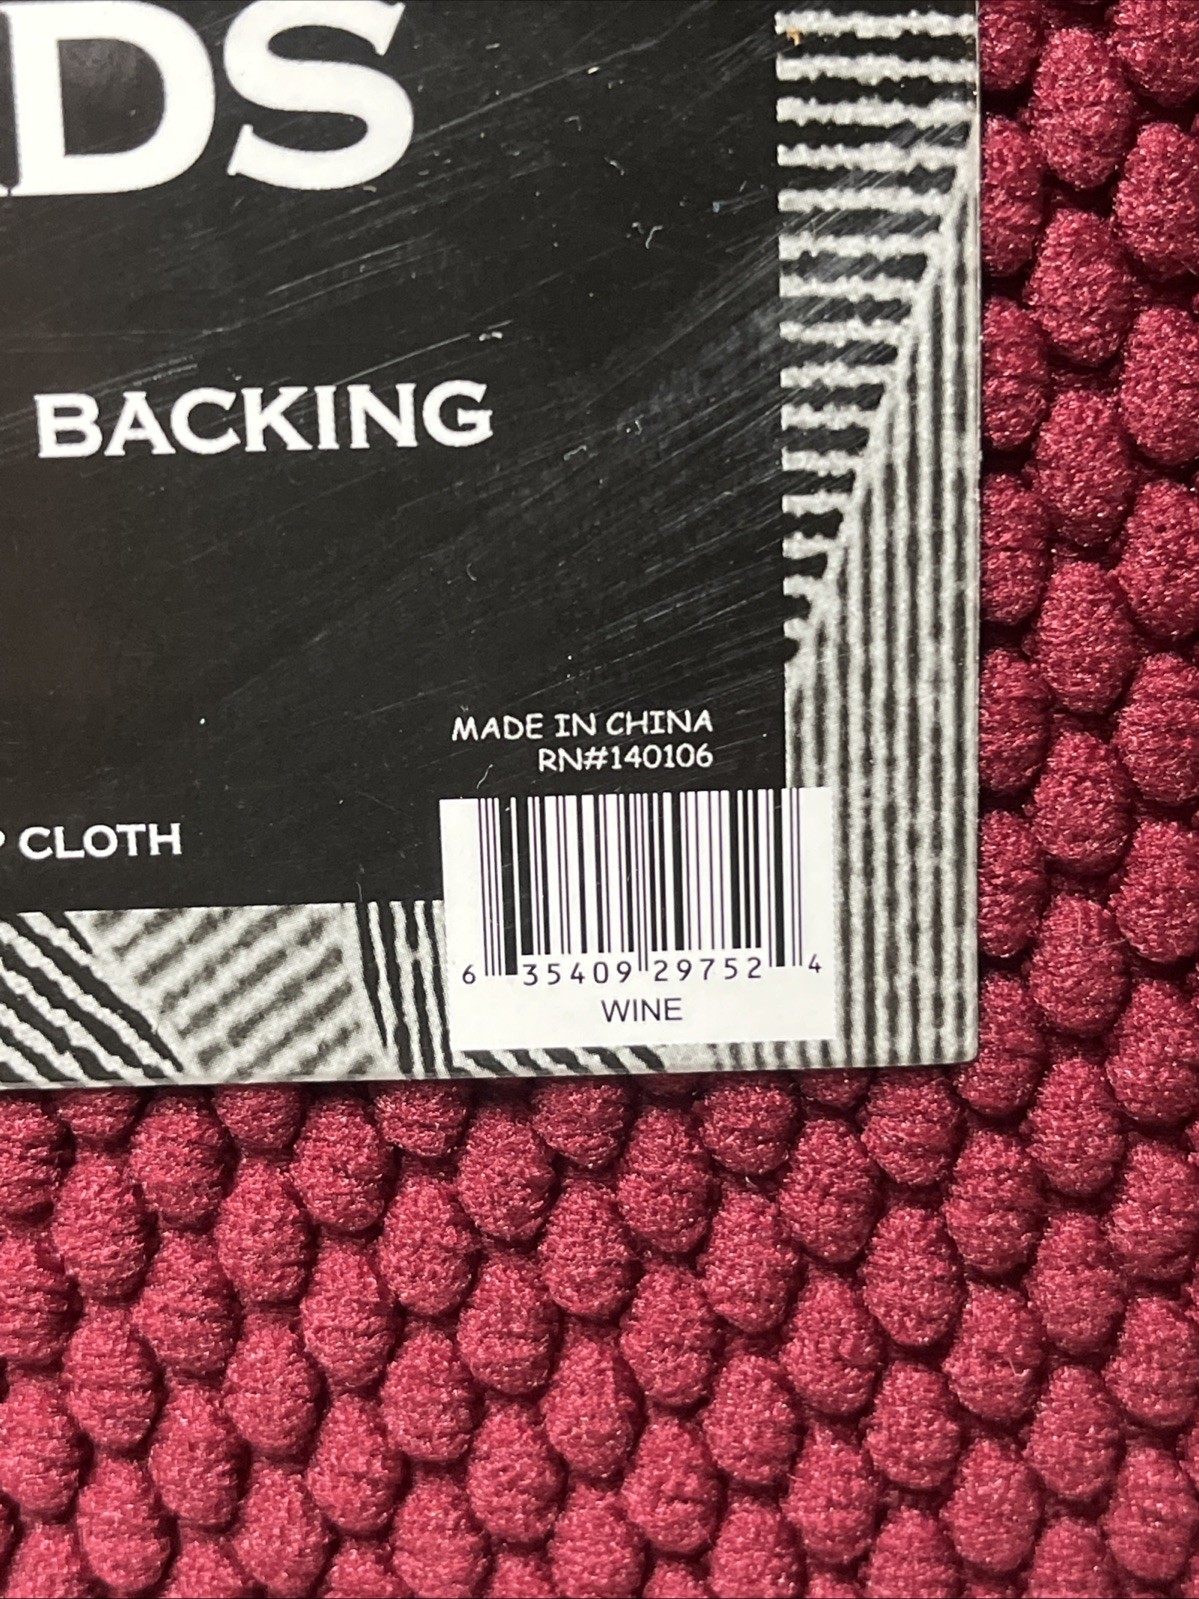 DS
BACKING
MADE IN CHINA
RN#140106
CLOTH
6 35409 29752 4
WINE